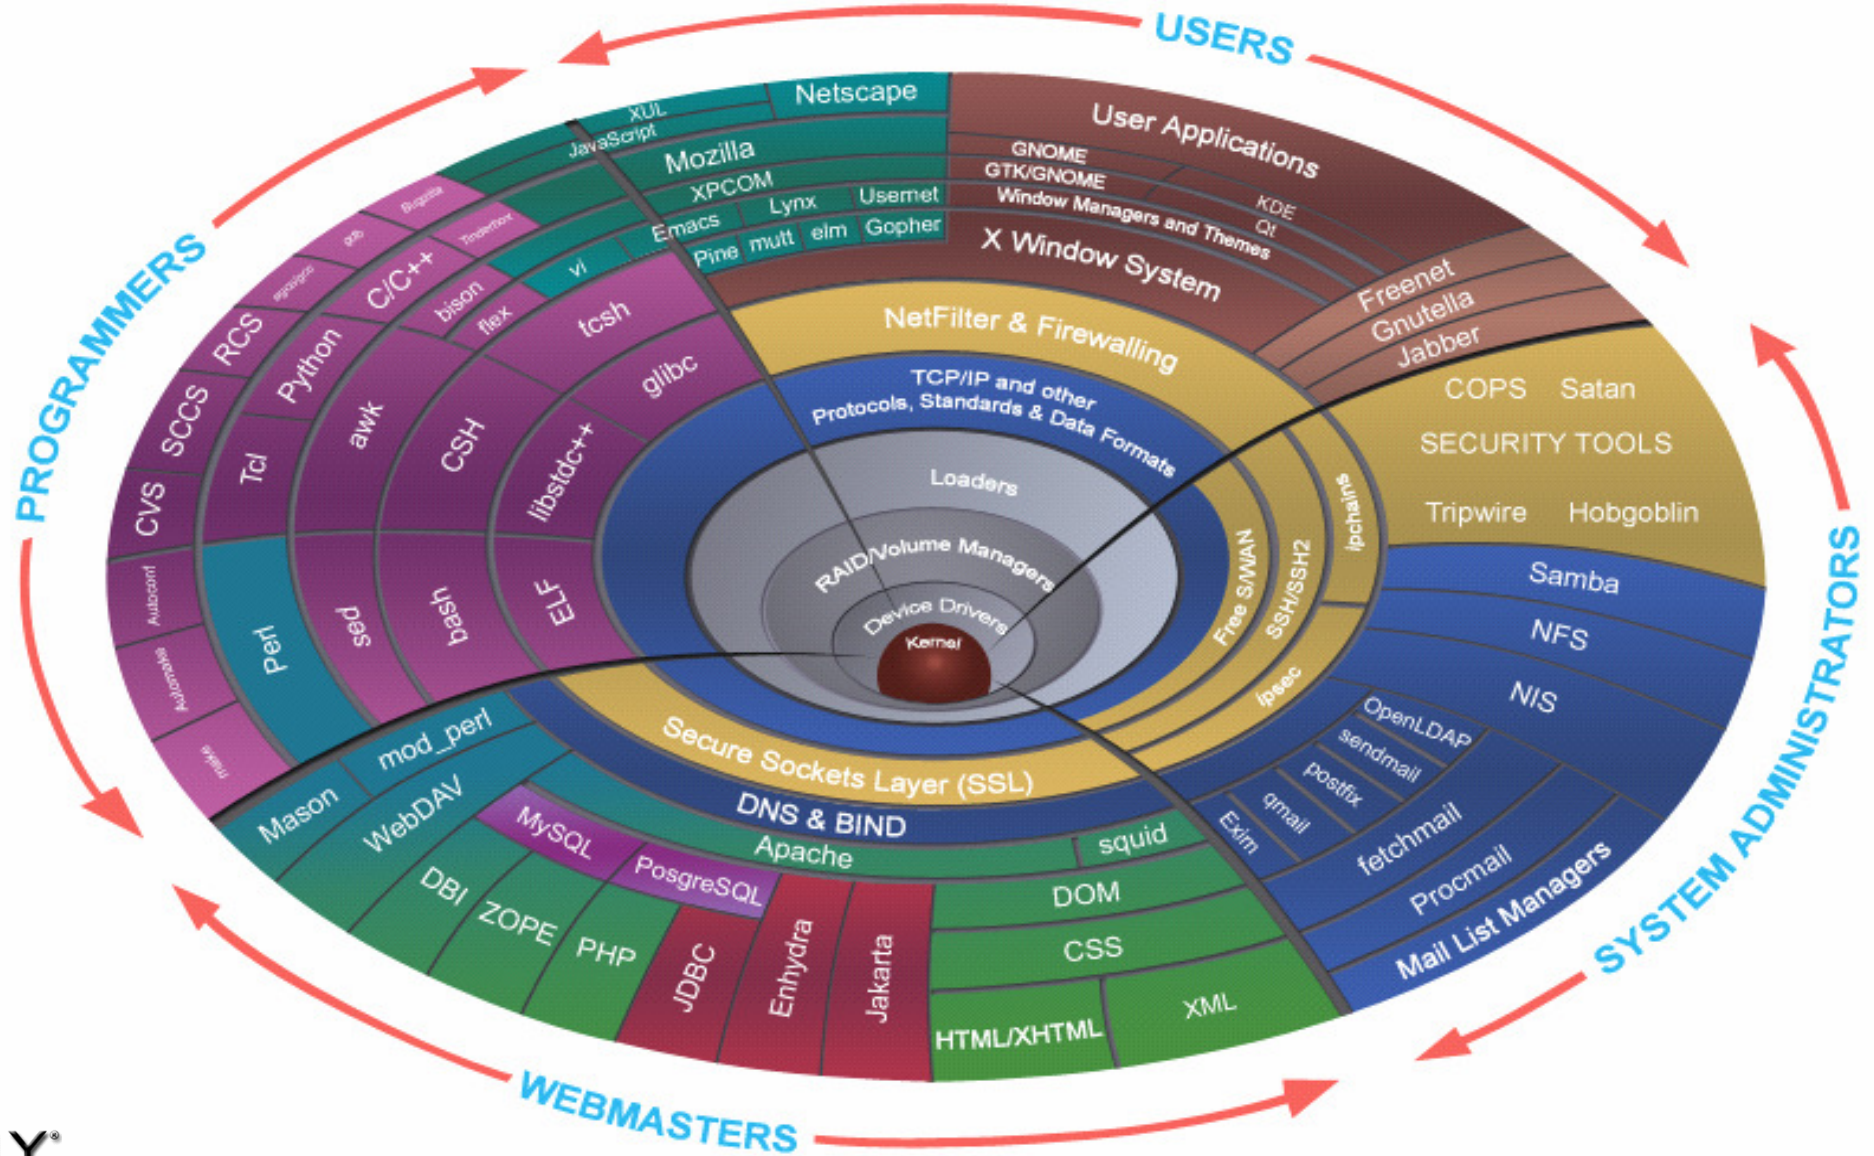 USERS
PROGRAMMERS
SYSTEM ADMINISTRATORS
WEBMASTERS
XUL
Netscape
JavaScript
Mozilla
XPCOM
Emacs
Lynx
Usernet
vi
Pine
mutt
elm
Gopher
User Applications
GNOME
KDE
GTK/GNOME
Qt
Window Managers and Themes
X Window System
Freenet
Gnutella
Jabber
NetFilter & Firewalling
TCP/IP and other
Protocols, Standards & Data Formats
Loaders
RAID/Volume Managers
Device Drivers
Kernel
Bugzilla
Tinderbox
gdb
C/C++
bison
flex
tcsh
glibc
RCS
Python
awk
CSH
libstdc++
SCCS
Tcl
CVS
Autoconf
Perl
sed
bash
ELF
Automake
make
COPS Satan
SECURITY TOOLS
Tripwire Hobgoblin
ipchains
Free S/WAN
SSH/SSH2
ipsec
Samba
NFS
NIS
OpenLDAP
sendmail
postfix
qmail
Exim
fetchmail
Procmail
Mail List Managers
Secure Sockets Layer (SSL)
DNS & BIND
mod_perl
Mason
WebDAV
MySQL
PosgreSQL
Apache
squid
DBI
ZOPE
PHP
JDBC
Enhydra
Jakarta
DOM
CSS
HTML/XHTML
XML
Y®